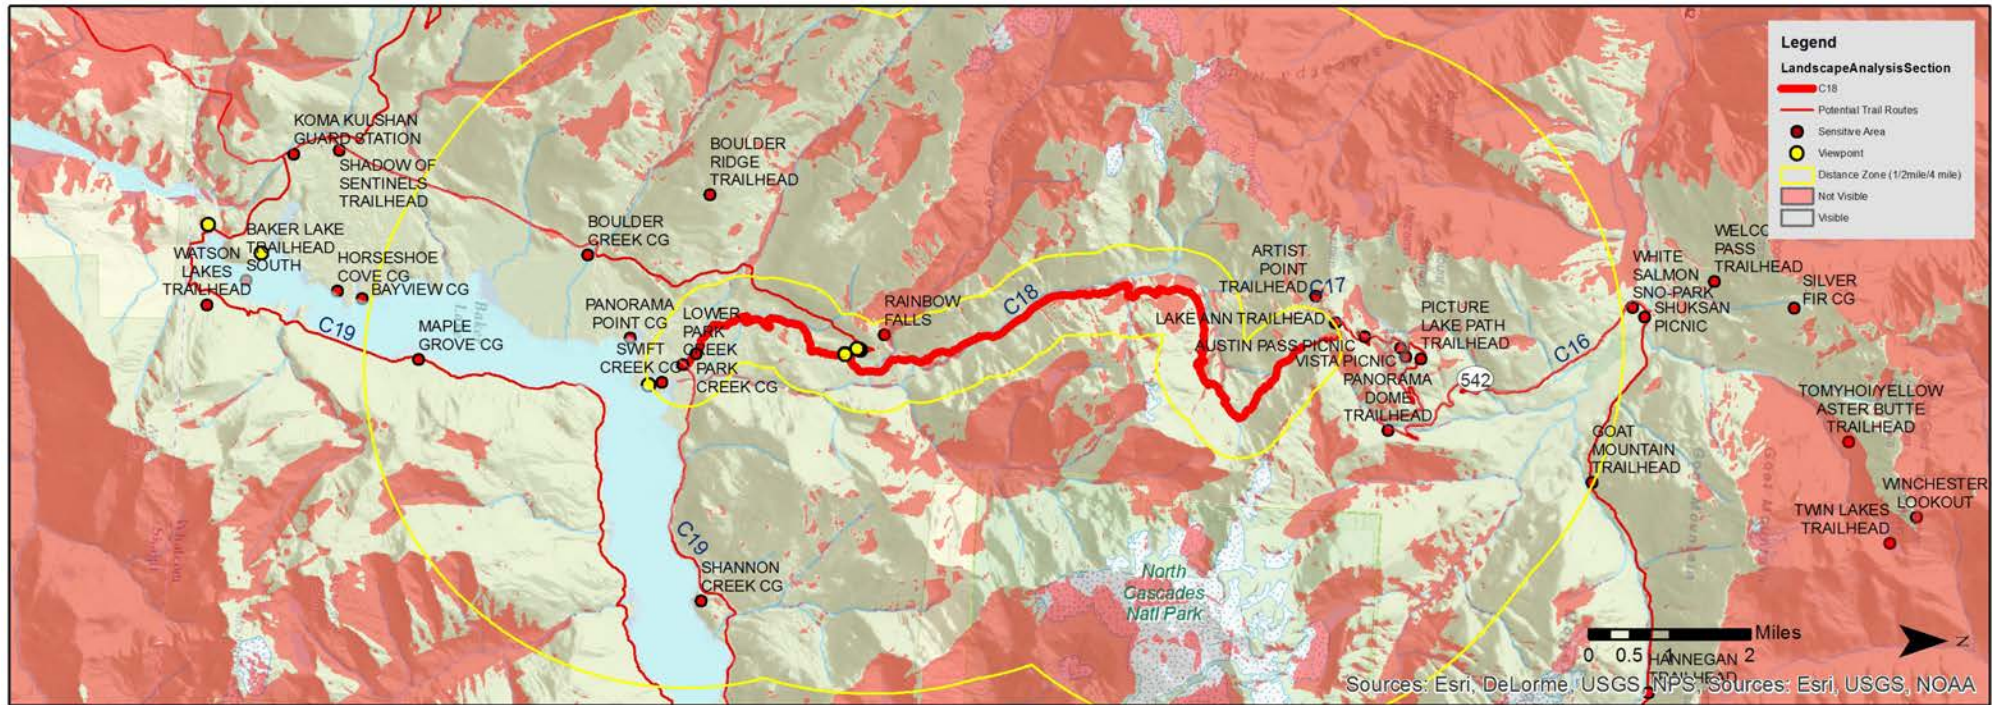 Legend
LandscapeAnalysisSection
C18
Potential Trail Routes
Sensitive Area
Viewpoint
Distance Zone (1/2mile/4 mile)
Not Visible
Visible
KOMA KULSHAN
GUARD STATION
SHADOW OF
SENTINELS
TRAILHEAD
BOULDER
RIDGE
TRAILHEAD
BOULDER
CREEK CG
BAKER LAKE
TRAILHEAD
SOUTH
WATSON
LAKES
TRAILHEAD
HORSESHOE
COVE CG
BAYVIEW CG
C19
MAPLE
GROVE CG
PANORAMA
POINT CG
SWIFT
CREEK CG
LOWER
PARK
CREEK
PARK
CREEK CG
RAINBOW
FALLS
C18
ARTIST
POINT
TRAILHEAD
C17
LAKE ANN TRAILHEAD
AUSTIN PASS PICNIC
VISTA PICNIC
PICTURE
LAKE PATH
TRAILHEAD
PANORAMA
DOME
TRAILHEAD
542
C16
WHITE
SALMON
SNO-PARK
SHUKSAN
PICNIC
WELCO
PASS
TRAILHEAD
SILVER
FIR CG
TOMYHOI/YELLOW
ASTER BUTTE
TRAILHEAD
GOAT
MOUNTAIN
TRAILHEAD
WINCHESTER
LOOKOUT
TWIN LAKES
TRAILHEAD
C19
SHANNON
CREEK CG
North
Cascades
Natl Park
Miles
0 0.5 1 2
N
HANNEGAN
TRAILHEAD
Sources: Esri, DeLorme, USGS, NPS, Sources: Esri, USGS, NOAA